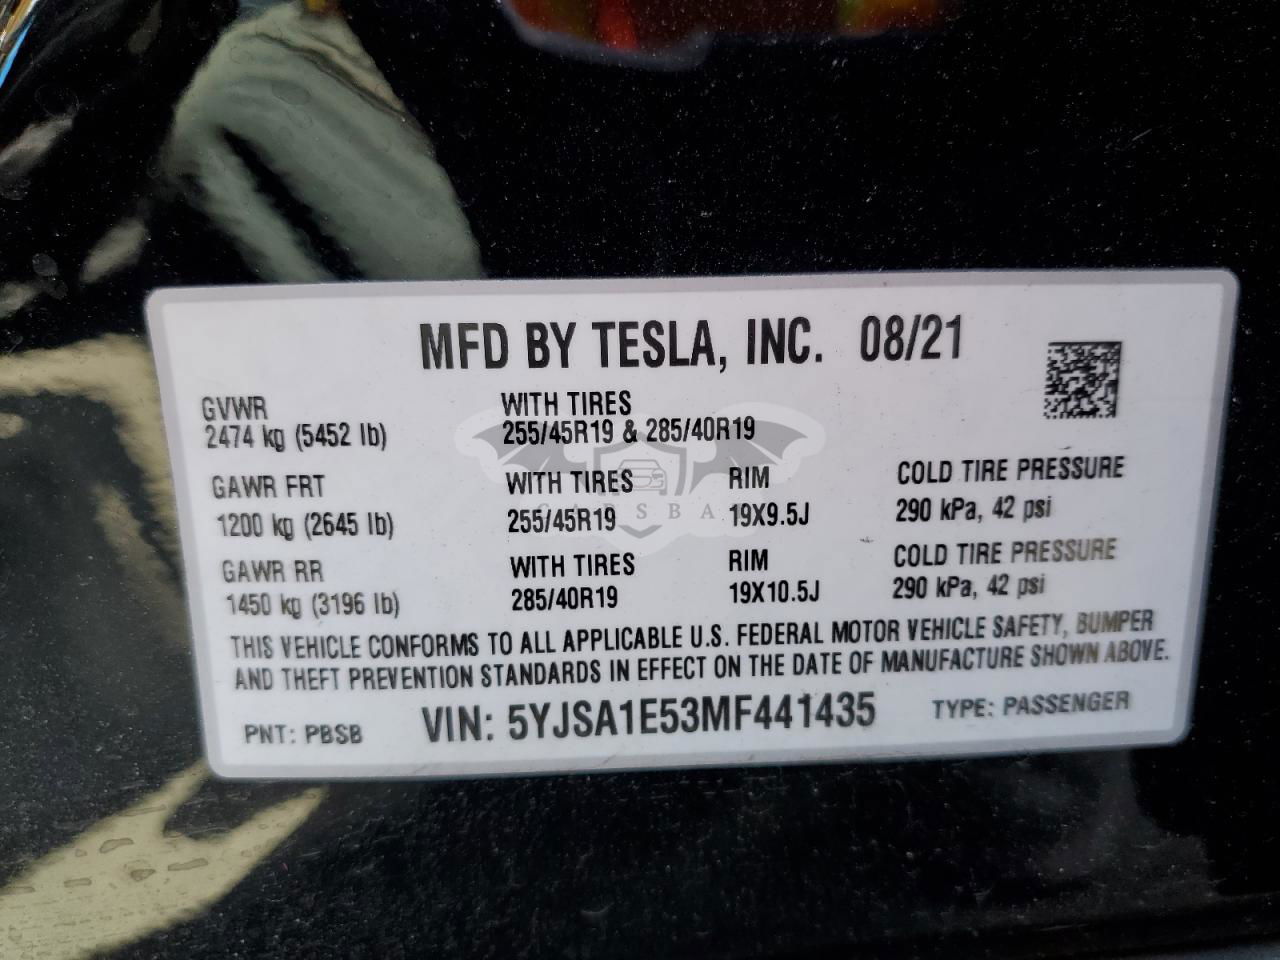 MFD BY TESLA, INC. 08/21
GVWR WITH TIRES
2474 kg (5452 lb) 255/45R19 & 285/40R19
GAWR FRT WITH TIRES RIM COLD TIRE PRESSURE
1200 kg (2645 lb) 255/45R19 19X9.5J 290 kPa, 42 psi
GAWR RR WITH TIRES RIM COLD TIRE PRESSURE
1450 kg (3196 lb) 285/40R19 19X10.5J 290 kPa, 42 psi
THIS VEHICLE CONFORMS TO ALL APPLICABLE U.S. FEDERAL MOTOR VEHICLE SAFETY, BUMPER
AND THEFT PREVENTION STANDARDS IN EFFECT ON THE DATE OF MANUFACTURE SHOWN ABOVE.
PNT: PBSB VIN: 5YJSA1E53MF441435 TYPE: PASSENGER